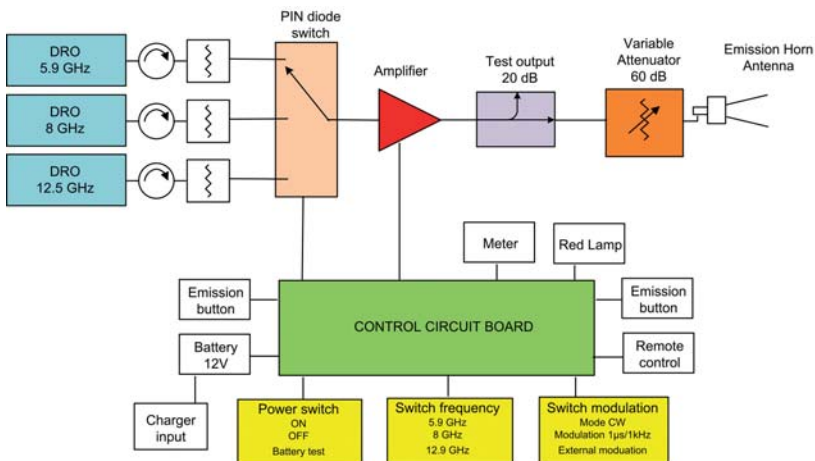 PIN diode
switch
DRO
5.9 GHz
DRO
8 GHz
DRO
12.5 GHz
Amplifier
Test output
20 dB
Variable
Attenuator
60 dB
Emission Horn
Antenna
Meter
Red Lamp
Emission
button
CONTROL CIRCUIT BOARD
Emission
button
Battery
12V
Remote
control
Charger
input
Power switch
ON
OFF
Battery test
Switch frequency
5.9 GHz
8 GHz
12.9 GHz
Switch modulation
Mode CW
Modulation 1µs/1kHz
External moduation